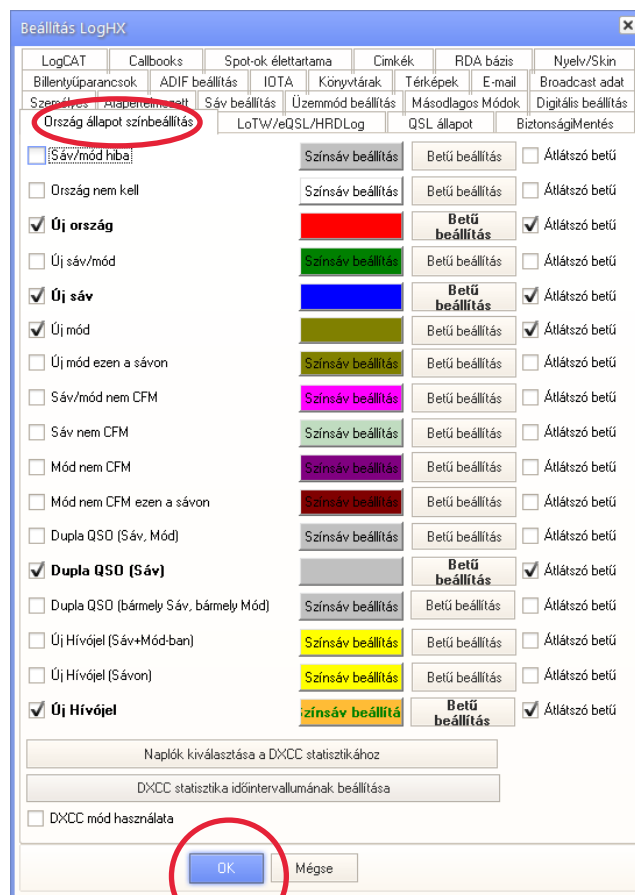 Beállítás LogHX
LogCAT Callbooks Spot-ok élettartama Cimkék RDA bázis Nyelv/Skin
Billentyűparancsok ADIF beállítás IOTA Könyvtárak Térképek E-mail Broadcast adat
Személyes Alapértelmezett Sáv beállítás Üzemmód beállítás Másodlagos Módok Digitális beállítás
Ország állapot színbeállítás LoTW/eQSL/HRDLog QSL állapot BiztonságiMentés
Sáv/mód hiba Színsáv beállítás Betű beállítás Átlátszó betű
Ország nem kell Színsáv beállítás Betű beállítás Átlátszó betű
Új ország Betű beállítás Átlátszó betű
Új sáv/mód Színsáv beállítás Betű beállítás Átlátszó betű
Új sáv Betű beállítás Átlátszó betű
Új mód Betű beállítás Átlátszó betű
Új mód ezen a sávon Színsáv beállítás Betű beállítás Átlátszó betű
Sáv/mód nem CFM Színsáv beállítás Betű beállítás Átlátszó betű
Sáv nem CFM Színsáv beállítás Betű beállítás Átlátszó betű
Mód nem CFM Színsáv beállítás Betű beállítás Átlátszó betű
Mód nem CFM ezen a sávon Színsáv beállítás Betű beállítás Átlátszó betű
Dupla QSO (Sáv, Mód) Színsáv beállítás Betű beállítás Átlátszó betű
Dupla QSO (Sáv) Betű beállítás Átlátszó betű
Dupla QSO (bármely Sáv, bármely Mód) Színsáv beállítás Betű beállítás Átlátszó betű
Új Hívójel (Sáv+Mód-ban) Színsáv beállítás Betű beállítás Átlátszó betű
Új Hívójel (Sávon) Színsáv beállítás Betű beállítás Átlátszó betű
Új Hívójel zínsáv beállítá Betű beállítás Átlátszó betű
Naplók kiválasztása a DXCC statisztikához
DXCC statisztika időintervallumának beállítása
DXCC mód használata
OK Mégse